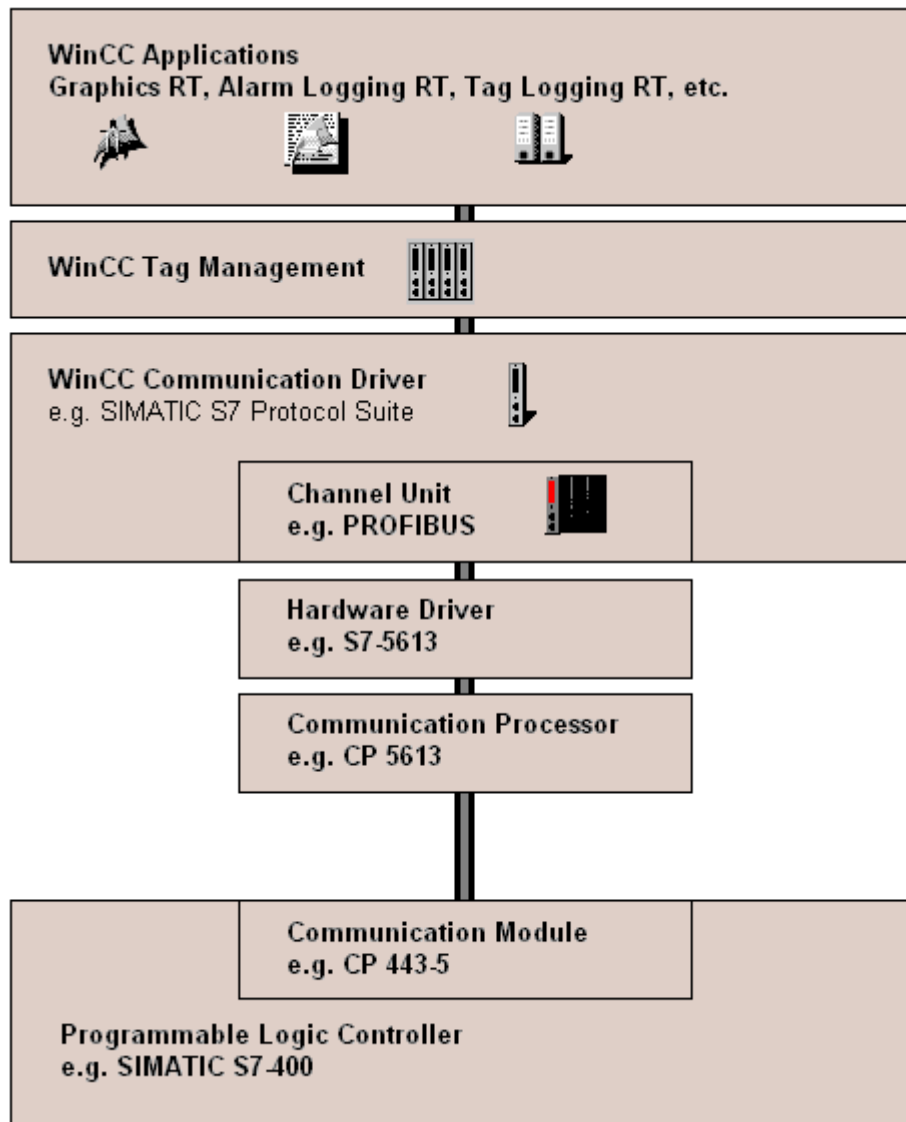 WinCC Applications
Graphics RT, Alarm Logging RT, Tag Logging RT, etc.
WinCC Tag Management
WinCC Communication Driver
e.g. SIMATIC S7 Protocol Suite
Channel Unit
e.g. PROFIBUS
Hardware Driver
e.g. S7-5613
Communication Processor
e.g. CP 5613
Communication Module
e.g. CP 443-5
Programmable Logic Controller
e.g. SIMATIC S7-400